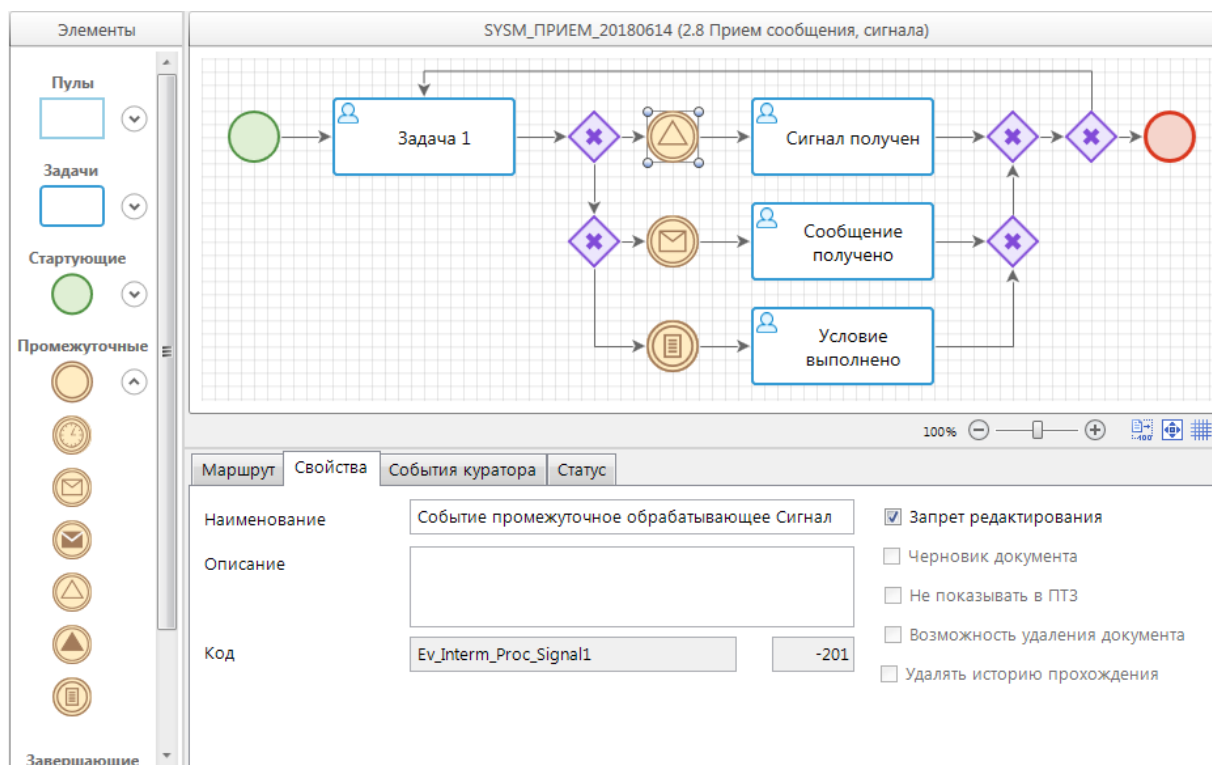 Элементы
SYSM_ПРИЕМ_20180614 (2.8 Прием сообщения, сигнала)
Пулы
Задачи
Стартующие
Промежуточные
Завершающие
Задача 1
Сигнал получен
Сообщение
получено
Условие
выполнено
100%
:400
Маршрут
Свойства
События куратора
Статус
Наименование
Событие промежуточное обрабатывающее Сигнал
Запрет редактирования
Описание
Черновик документа
Не показывать в ПТЗ
Возможность удаления документа
Код
Ev_Interm_Proc_Signal1
-201
Удалять историю прохождения